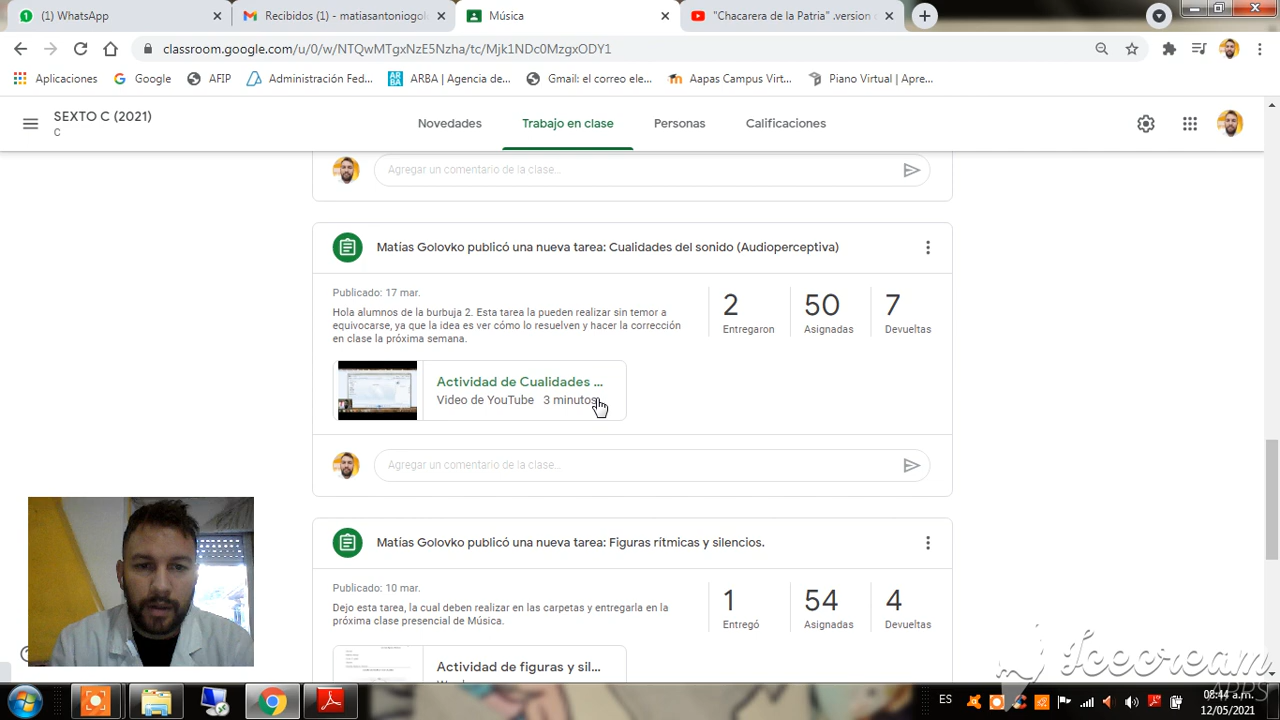 (1) WhatsApp
Recibidos (1) - matiasantoniogol
Música
"Chacarera de la Patria" .version c
classroom.google.com/u/0/w/NTQwMTgxNzE5Nzha/tc/Mjk1NDc0MzgxODY1
Aplicaciones
Google
AFIP
Administración Fed...
ARBA | Agencia de...
Gmail: el correo ele...
Aapas Campus Virt...
Piano Virtual | Apre...
SEXTO C (2021)
C
Novedades
Trabajo en clase
Personas
Calificaciones
Agregar un comentario de la clase...
Matías Golovko publicó una nueva tarea: Cualidades del sonido (Audioperceptiva)
Publicado: 17 mar.
Hola alumnos de la burbuja 2. Esta tarea la pueden realizar sin temor a
equivocarse, ya que la idea es ver cómo lo resuelven y hacer la corrección
en clase la próxima semana.
2
Entregaron
50
Asignadas
7
Devueltas
Actividad de Cualidades ...
Video de YouTube 3 minutos
Agregar un comentario de la clase...
Matías Golovko publicó una nueva tarea: Figuras rítmicas y silencios.
Publicado: 10 mar.
Dejo esta tarea, la cual deben realizar en las carpetas y entregarla en la
próxima clase presencial de Música.
1
Entregó
54
Asignadas
4
Devueltas
Actividad de figuras y sil...
Icecream
APPS
ES
08:44 a.m.
12/05/2021